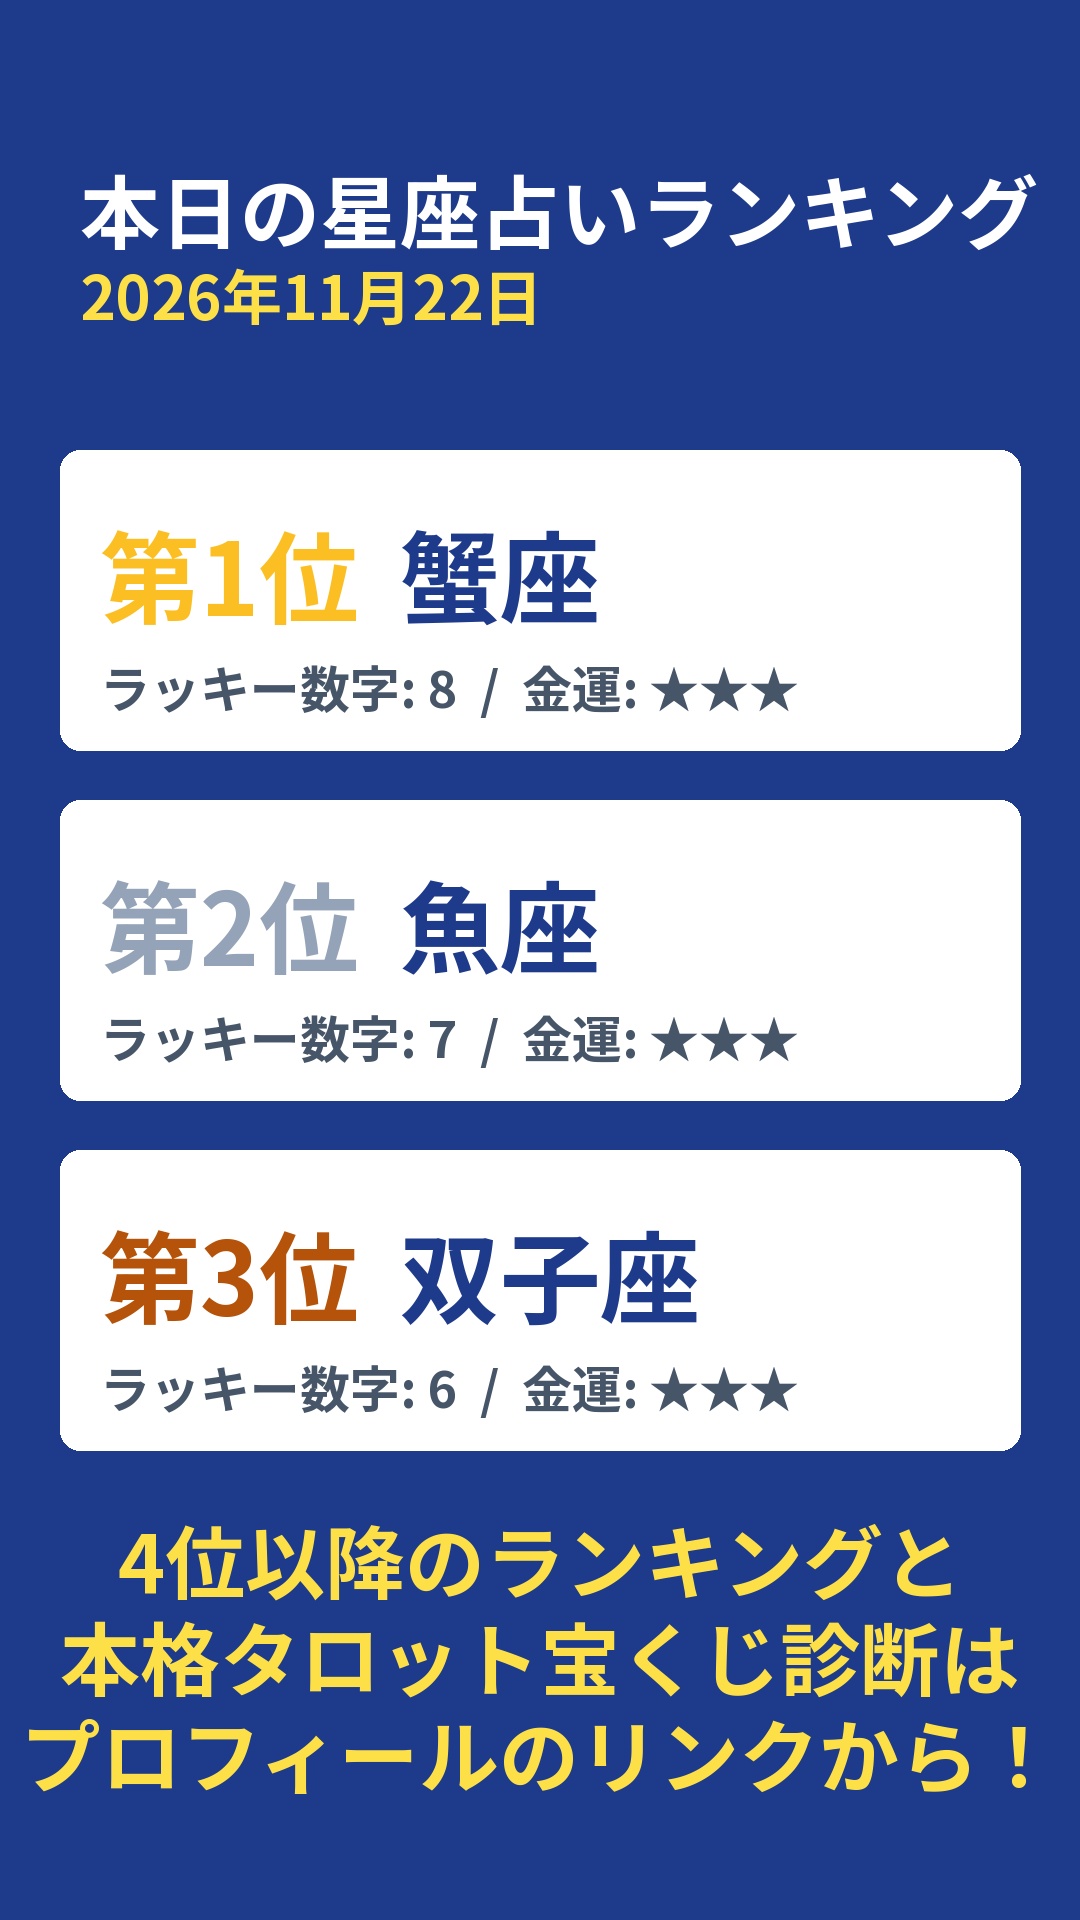 本日の星座占いランキング
2026年11月22日
第1位 蟹座
ラッキー数字: 8 / 金運: ★★★
第2位 魚座
ラッキー数字: 7 / 金運: ★★★
第3位 双子座
ラッキー数字: 6 / 金運: ★★★
4位以降のランキングと
本格タロット宝くじ診断は
プロフィールのリンクから！